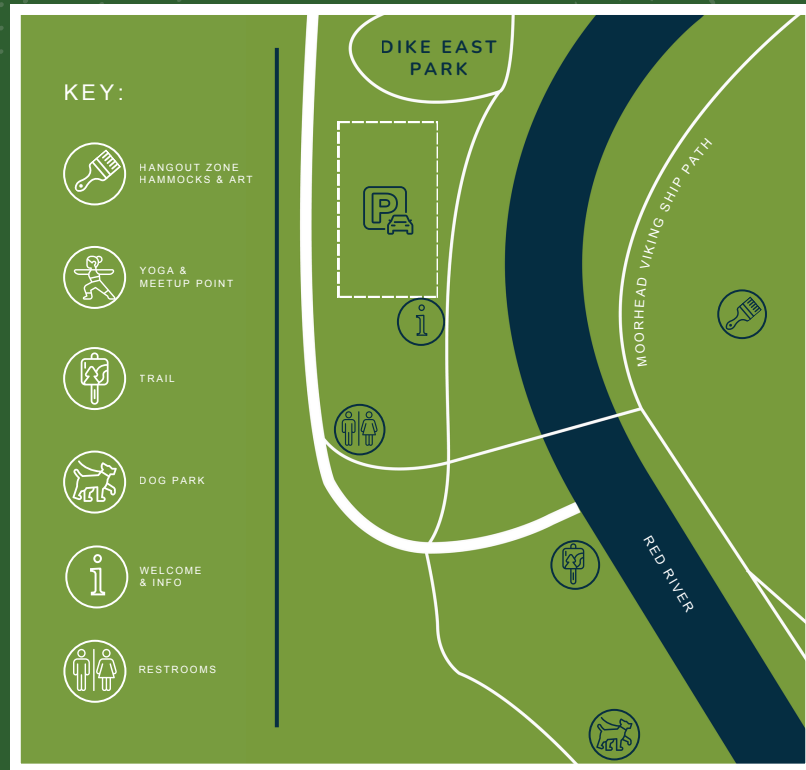 KEY:
HANGOUT ZONE
HAMMOCKS & ART
YOGA &
MEETUP POINT
TRAIL
DOG PARK
i
WELCOME
& INFO
RESTROOMS
DIKE EAST
PARK
P
i
MOORHEAD VIKING SHIP PATH
RED RIVER